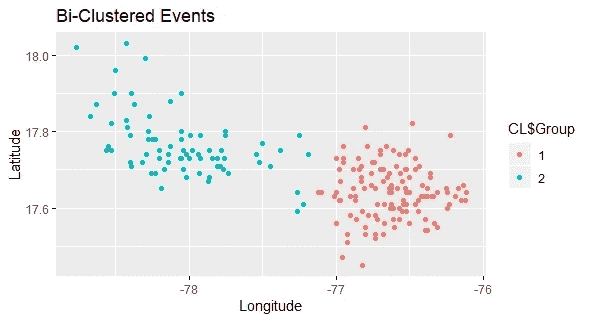 Bi-Clustered Events
18.0
17.8
17.6
Latitude
-78
-77
-76
Longitude
CL$Group
1
2